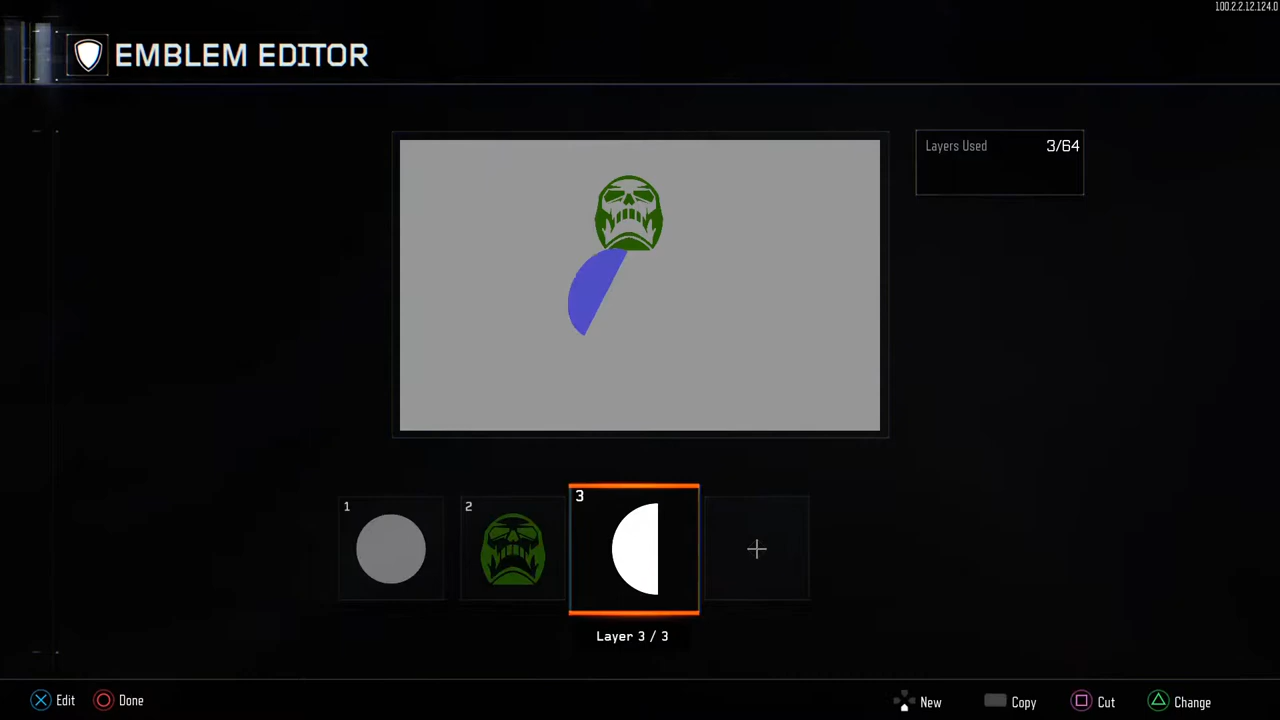 100.2.2.12.124.0
EMBLEM EDITOR
Layers Used 3/64
1
2
3
Layer 3 / 3
Edit Done New Copy Cut Change